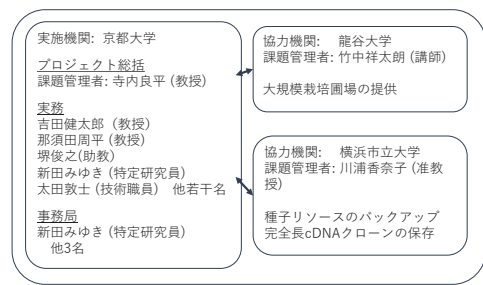 実施機関: 京都大学
プロジェクト総括
課題管理者: 寺内良平 (教授)
実務
吉田健太郎 (教授)
那須田周平 (教授)
堺俊之(助教)
新田みゆき (特定研究員)
太田敦士 (技術職員) 他若干名
事務局
新田みゆき (特定研究員)
他3名
協力機関: 龍谷大学
課題管理者: 竹中祥太朗 (講師)
大規模栽培圃場の提供
協力機関: 横浜市立大学
課題管理者: 川浦香奈子 (准教
授)
種子リソースのバックアップ
完全長cDNAクローンの保存